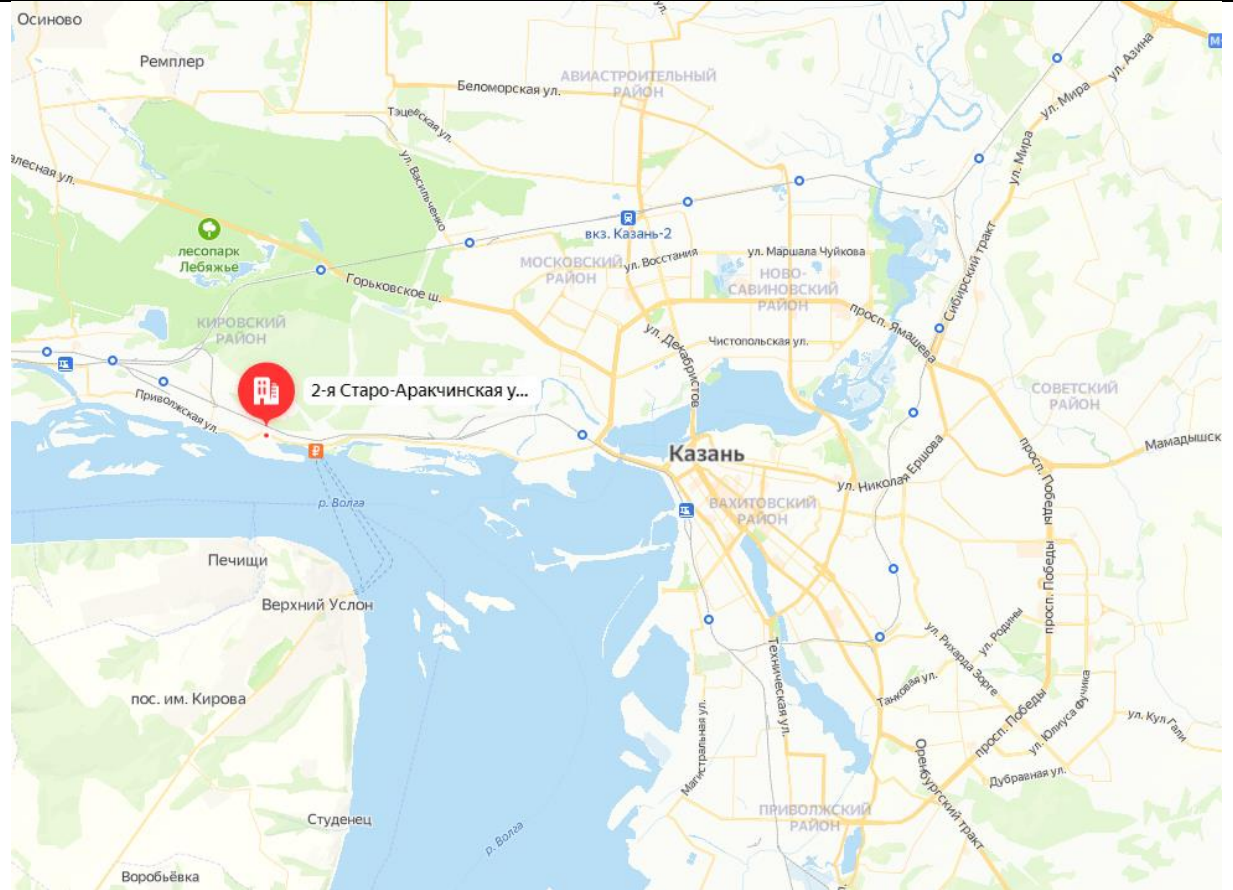 Осиново
Ремплер
АВИАСТРОИТЕЛЬНЫЙ
РАЙОН
Беломорская ул.
ул. Азина
М
ул. Мира
Тэцевская ул.
ул. Васильченко
ул. Мира
алесная ул.
лесопарк
Лебяжье
вкз. Казань-2
МОСКОВСКИЙ
РАЙОН
ул. Восстания
ул. Маршала Чуйкова
НОВО-
САВИНОВСКИЙ
РАЙОН
Сибирский тракт
Горьковское ш.
КИРОВСКИЙ
РАЙОН
ул. Декабристов
Чистопольская ул.
просп. Ямашева
2-я Старо-Аракчинская у...
Приволжская ул.
СОВЕТСКИЙ
РАЙОН
Казань
ул. Николая Ершова
просп. Победы
Мамадышск
р. Волга
ВАХИТОВСКИЙ
РАЙОН
Печищи
Верхний Услон
просп. Победы
ул. Родины
ул. Рихарда Зорге
пос. им. Кирова
Техническая ул.
Танковая ул.
просп. Победы
ул. Юлиуса Фучика
ул. Кул Гали
Магистральная ул.
Оренбургский тракт
Дубравная ул.
ПРИВОЛЖСКИЙ
РАЙОН
Студенец
р. Волга
Воробьёвка